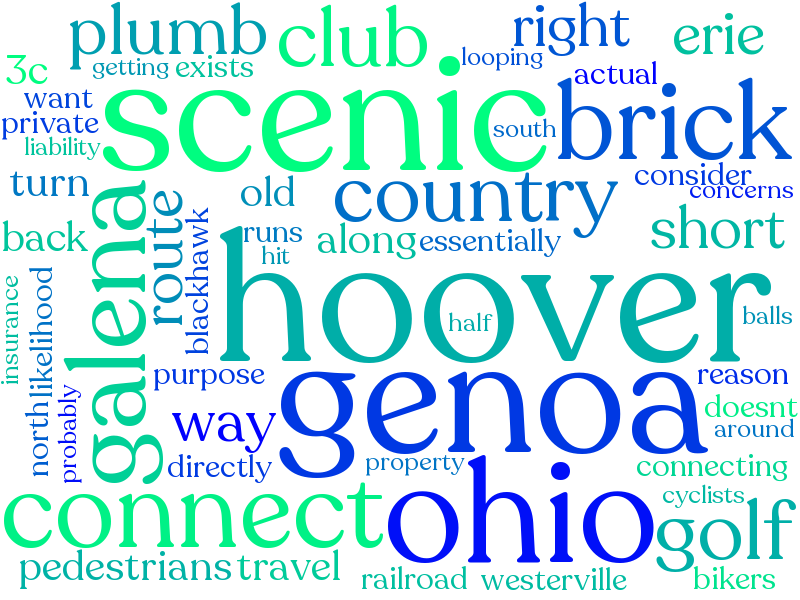 plumb
club
right
erie
3c
getting
exists
looping
actual
want
scenic
brick
private
south
liability
consider
concerns
turn
old
country
short
back
galena
route
blackhawk
runs
along
essentially
hit
hoover
half
balls
insurance
likelihood
north
probably
purpose
genoa
reason
way
doesnt
around
directly
property
connecting
connect
ohio
cyclists
golf
pedestrians
travel
railroad
westerville
bikers